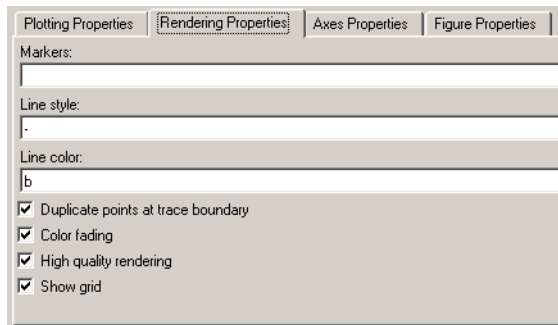 Plotting Properties Rendering Properties Axes Properties Figure Properties
Markers:
Line style:
-
Line color:
b
Duplicate points at trace boundary
Color fading
High quality rendering
Show grid